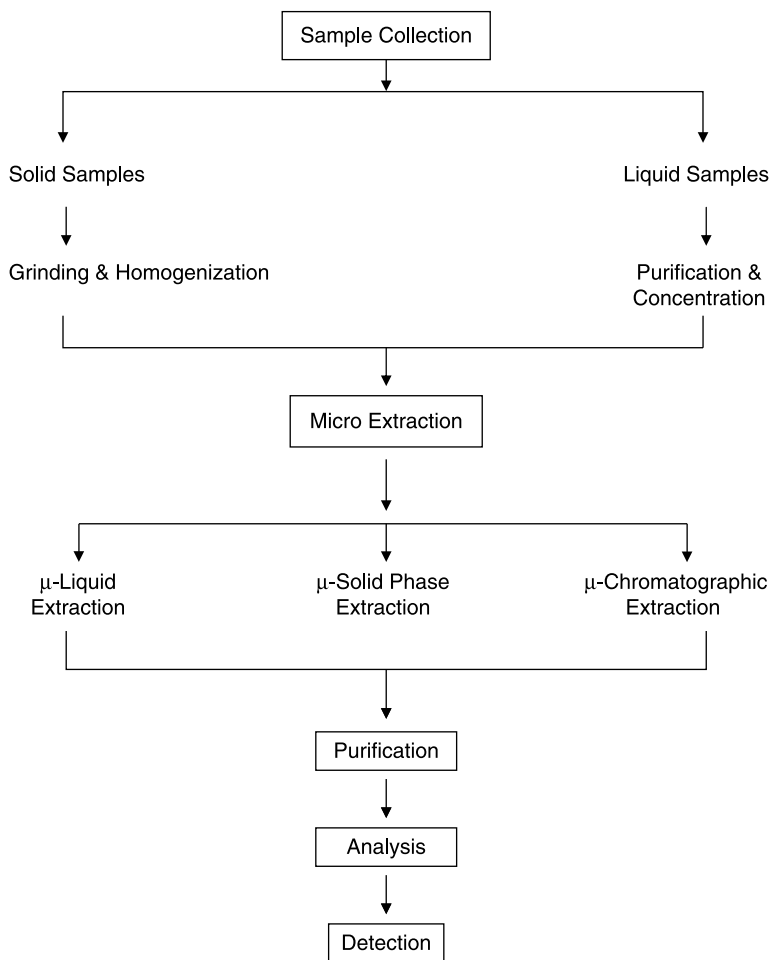 Sample Collection
Solid Samples
Liquid Samples
Grinding & Homogenization
Purification &
Concentration
Micro Extraction
μ-Liquid
Extraction
μ-Solid Phase
Extraction
μ-Chromatographic
Extraction
Purification
Analysis
Detection